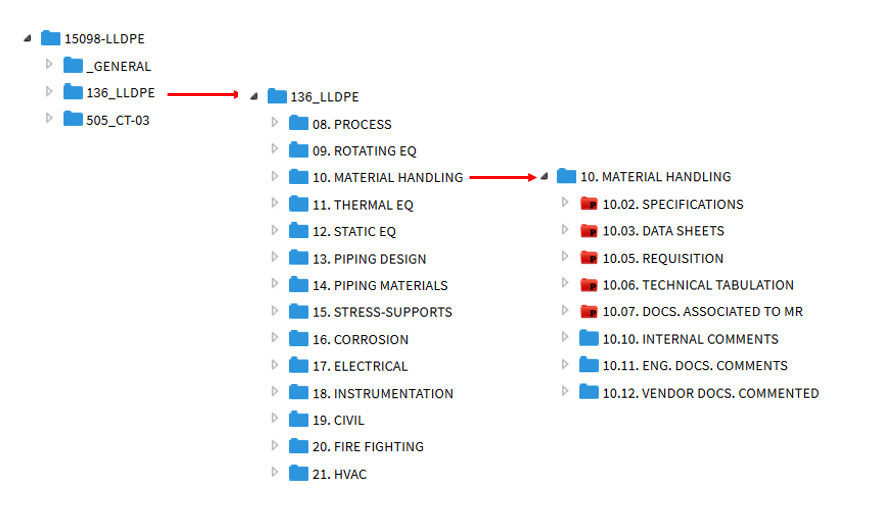 15098-LLDPE
_GENERAL
136_LLDPE
505_CT-03
136_LLDPE
08. PROCESS
09. ROTATING EQ
10. MATERIAL HANDLING
11. THERMAL EQ
12. STATIC EQ
13. PIPING DESIGN
14. PIPING MATERIALS
15. STRESS-SUPPORTS
16. CORROSION
17. ELECTRICAL
18. INSTRUMENTATION
19. CIVIL
20. FIRE FIGHTING
21. HVAC
10. MATERIAL HANDLING
P 10.02. SPECIFICATIONS
P 10.03. DATA SHEETS
P 10.05. REQUISITION
P 10.06. TECHNICAL TABULATION
P 10.07. DOCS. ASSOCIATED TO MR
10.10. INTERNAL COMMENTS
10.11. ENG. DOCS. COMMENTS
10.12. VENDOR DOCS. COMMENTED